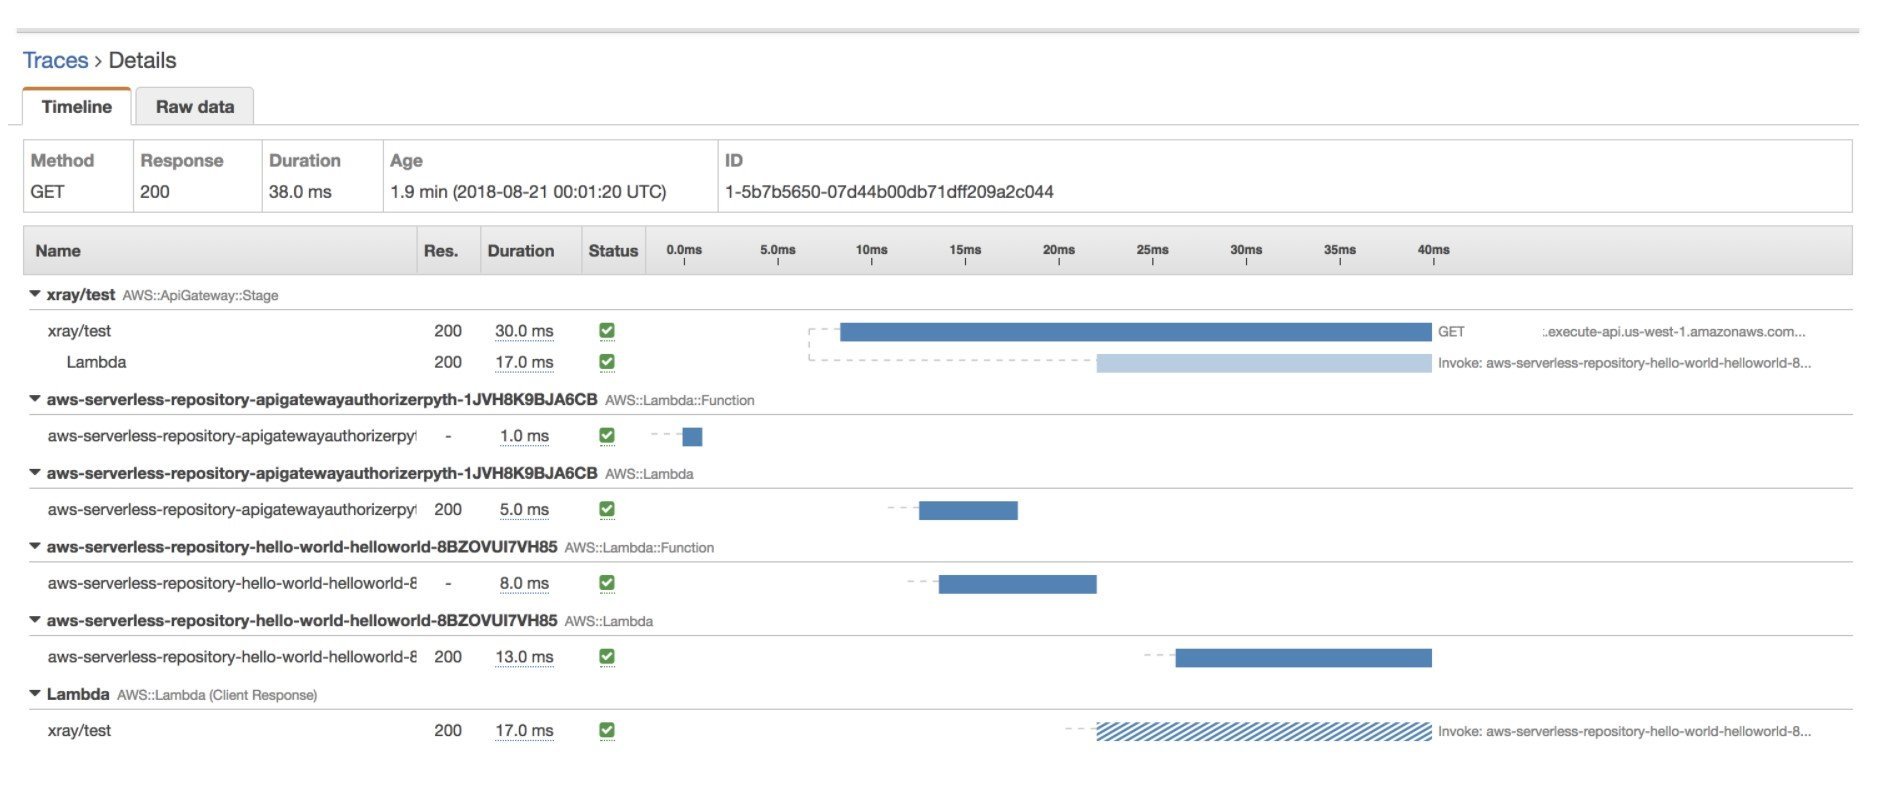 Traces > Details
Timeline Raw data
Method Response Duration Age ID
GET 200 38.0 ms 1.9 min (2018-08-21 00:01:20 UTC) 1-5b7b5650-07d44b00db71dff209a2c044
Name Res. Duration Status 0.0ms 5.0ms 10ms 15ms 20ms 25ms 30ms 35ms 40ms
xray/test AWS::ApiGateway::Stage
xray/test 200 30.0 ms GET .execute-api.us-west-1.amazonaws.com...
Lambda 200 17.0 ms Invoke: aws-serverless-repository-hello-world-helloworld-8...
aws-serverless-repository-apigatewayauthorizerpyth-1JVH8K9BJA6CB AWS::Lambda::Function
aws-serverless-repository-apigatewayauthorizerpy - 1.0 ms
aws-serverless-repository-apigatewayauthorizerpyth-1JVH8K9BJA6CB AWS::Lambda
aws-serverless-repository-apigatewayauthorizerpy 200 5.0 ms
aws-serverless-repository-hello-world-helloworld-8BZOVUI7VH85 AWS::Lambda::Function
aws-serverless-repository-hello-world-helloworld-8 - 8.0 ms
aws-serverless-repository-hello-world-helloworld-8BZOVUI7VH85 AWS::Lambda
aws-serverless-repository-hello-world-helloworld-8 200 13.0 ms
Lambda AWS::Lambda (Client Response)
xray/test 200 17.0 ms Invoke: aws-serverless-repository-hello-world-helloworld-8...